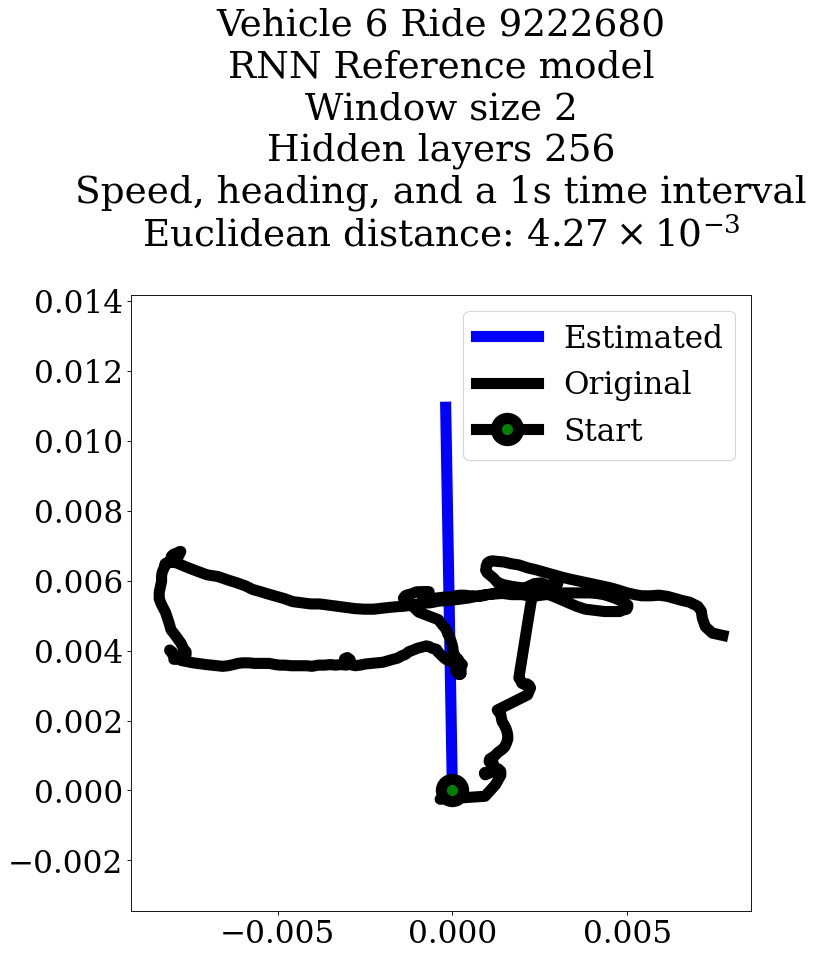 Vehicle 6 Ride 9222680
RNN Reference model
Window size 2
Hidden layers 256
Speed, heading, and a 1s time interval
Euclidean distance: 4.27 × 10⁻³
0.014
0.012
0.010
0.008
0.006
0.004
0.002
0.000
−0.002
Estimated
Original
Start
−0.005 0.000 0.005